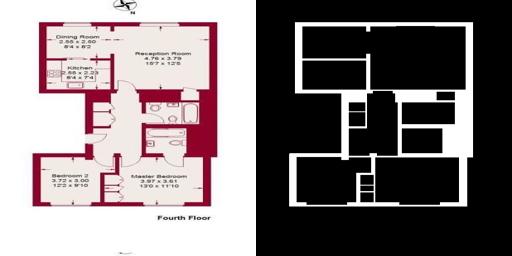 N
Dining Room
2.55 x 2.50
8'4 x 8'2
Reception Room
4.76 x 3.79
15'7 x 12'5
Kitchen
2.55 x 2.23
8'4 x 7'4
Bedroom 2
3.72 x 3.00
12'2 x 9'10
Master Bedroom
3.97 x 3.61
13'0 x 11'10
Fourth Floor